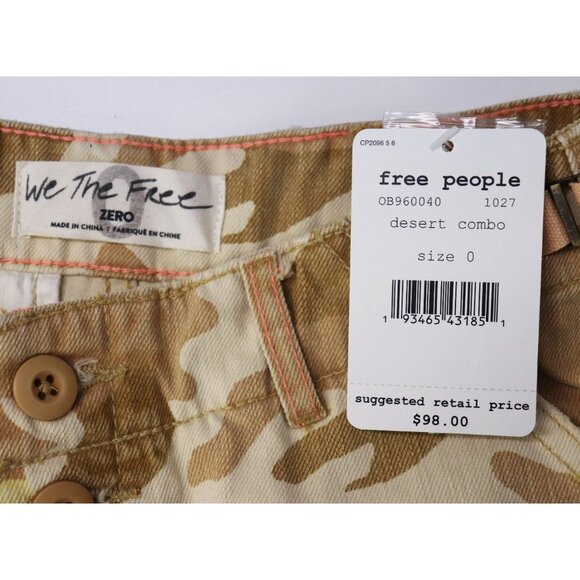 We The Free
0
ZERO
MADE IN CHINA / FABRIQUÉ EN CHINE
CP2096 5 6
free people
OB960040 1027
desert combo
size 0
1 93465 43185 1
suggested retail price
$98.00